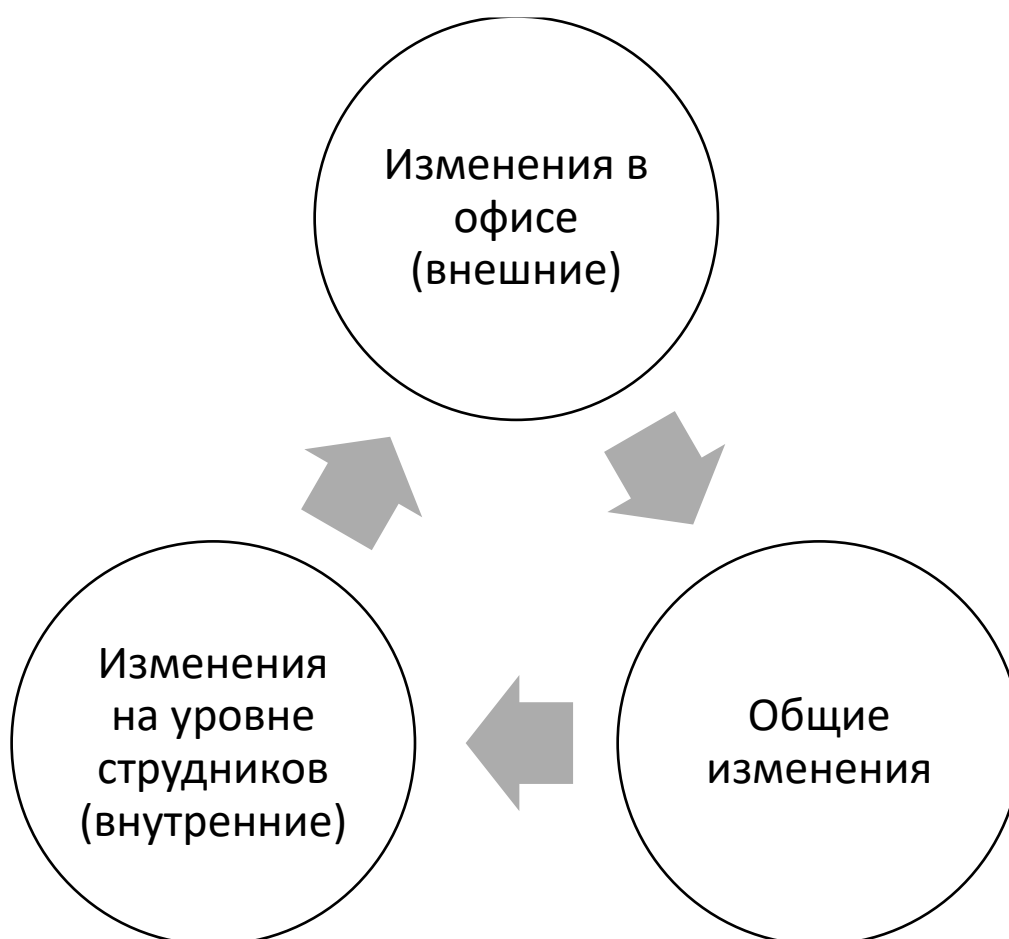 Изменения в
офисе
(внешние)
Общие
изменения
Изменения
на уровне
струдников
(внутренние)